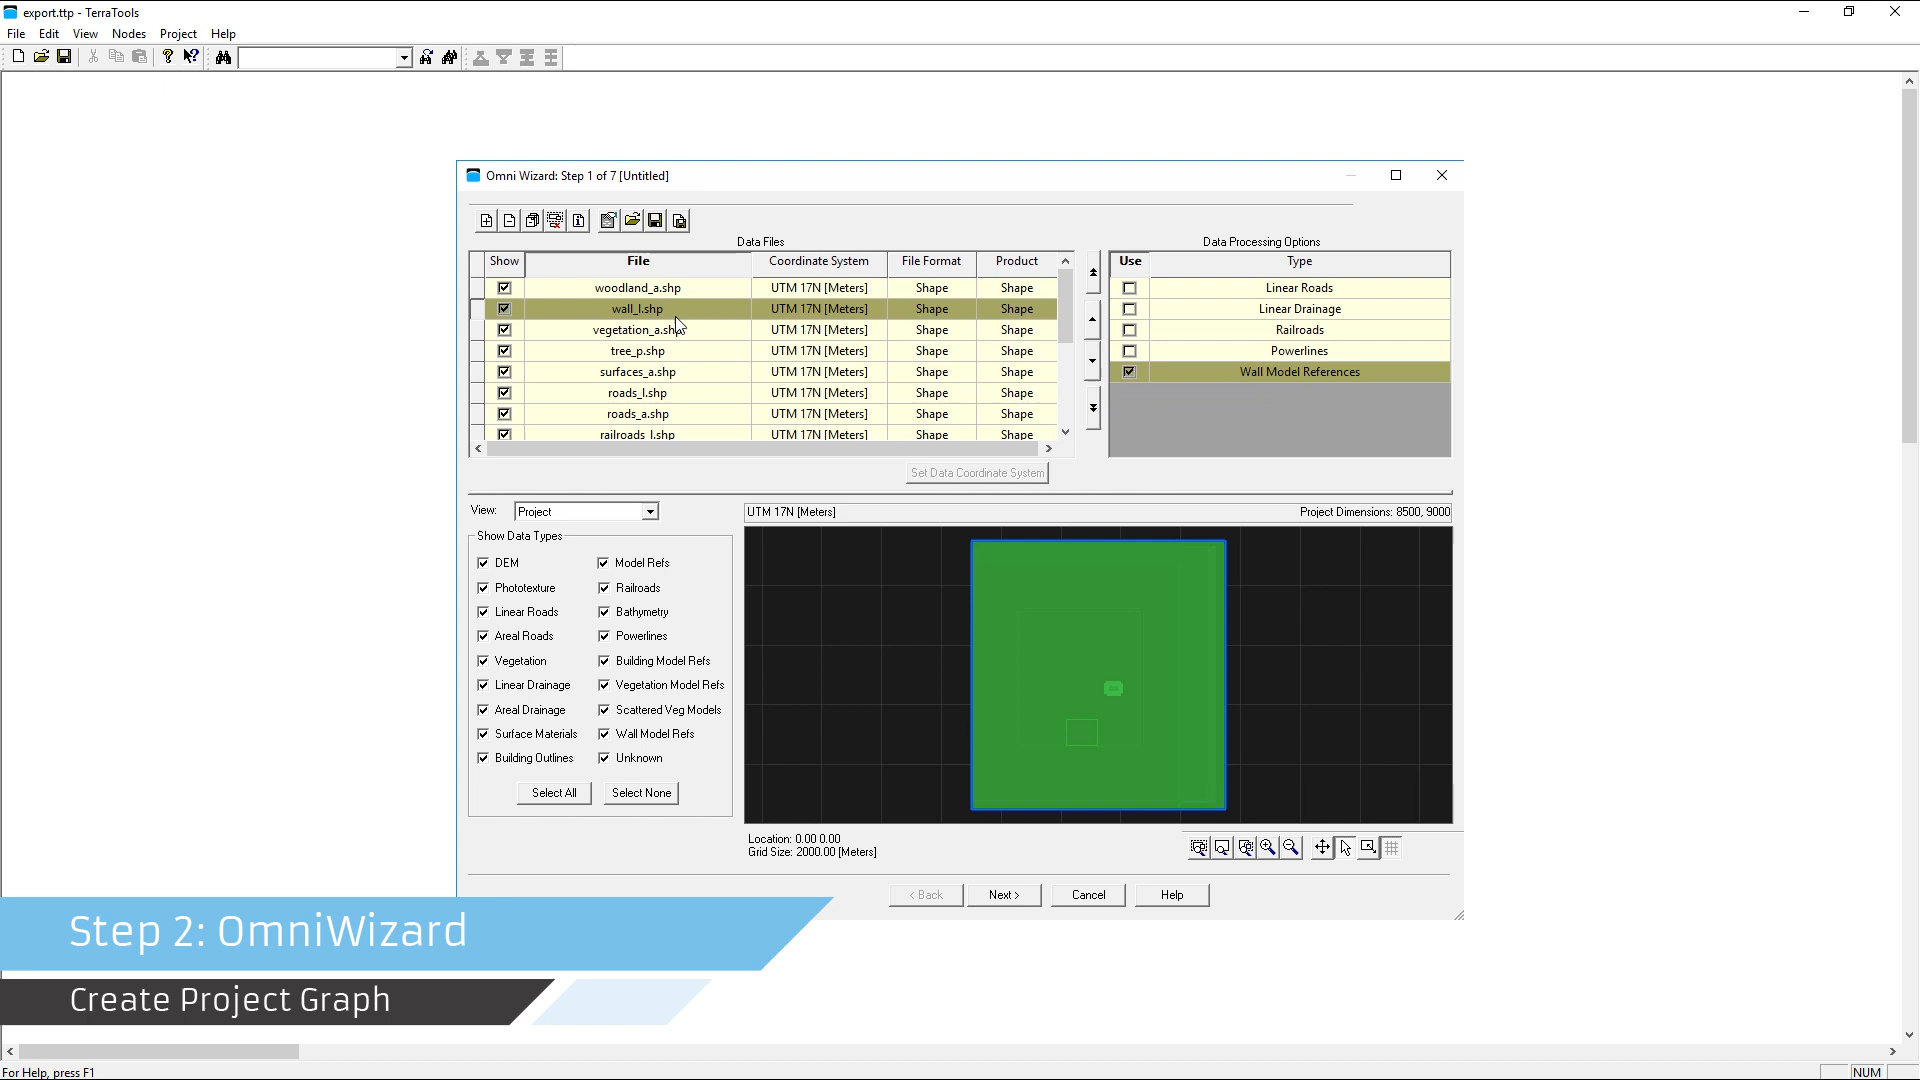 export.ttp - TerraTools
File Edit View Nodes Project Help
Omni Wizard: Step 1 of 7 [Untitled]
Data Files
Data Processing Options
Show File Coordinate System File Format Product
Use Type
woodland_a.shp UTM 17N [Meters] Shape Shape
wall_l.shp UTM 17N [Meters] Shape Shape
vegetation_a.shp UTM 17N [Meters] Shape Shape
tree_p.shp UTM 17N [Meters] Shape Shape
surfaces_a.shp UTM 17N [Meters] Shape Shape
roads_l.shp UTM 17N [Meters] Shape Shape
roads_a.shp UTM 17N [Meters] Shape Shape
railroads_l.shp UTM 17N [Meters] Shape Shape
Linear Roads
Linear Drainage
Railroads
Powerlines
Wall Model References
Set Data Coordinate System
View: Project
UTM 17N [Meters] Project Dimensions: 8500, 9000
Show Data Types
DEM Model Refs
Phototexture Railroads
Linear Roads Bathymetry
Areal Roads Powerlines
Vegetation Building Model Refs
Linear Drainage Vegetation Model Refs
Areal Drainage Scattered Veg Models
Surface Materials Wall Model Refs
Building Outlines Unknown
Select All Select None
Location: 0.00 0.00
Grid Size: 2000.00 [Meters]
< Back Next > Cancel Help
Step 2: OmniWizard
Create Project Graph
For Help, press F1
NUM